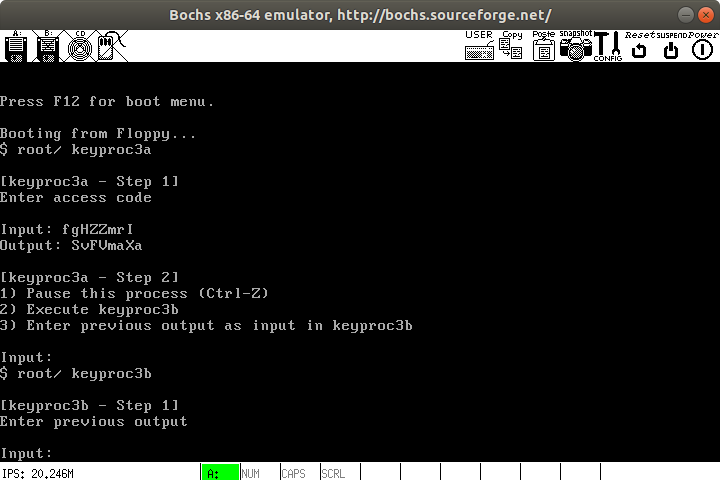 Bochs x86-64 emulator, http://bochs.sourceforge.net/
A: B: CD USER Copy Paste snapshot CONFIG Reset SUSPEND Power
Press F12 for boot menu.
Booting from Floppy...
$ root/ keyproc3a
[keyproc3a - Step 1]
Enter access code
Input: fgHZZmrI
Output: SvFVmaXa
[keyproc3a - Step 2]
1) Pause this process (Ctrl-Z)
2) Execute keyproc3b
3) Enter previous output as input in keyproc3b
Input:
$ root/ keyproc3b
[keyproc3b - Step 1]
Enter previous output
Input:
IPS: 20.246M A: NUM CAPS SCRL